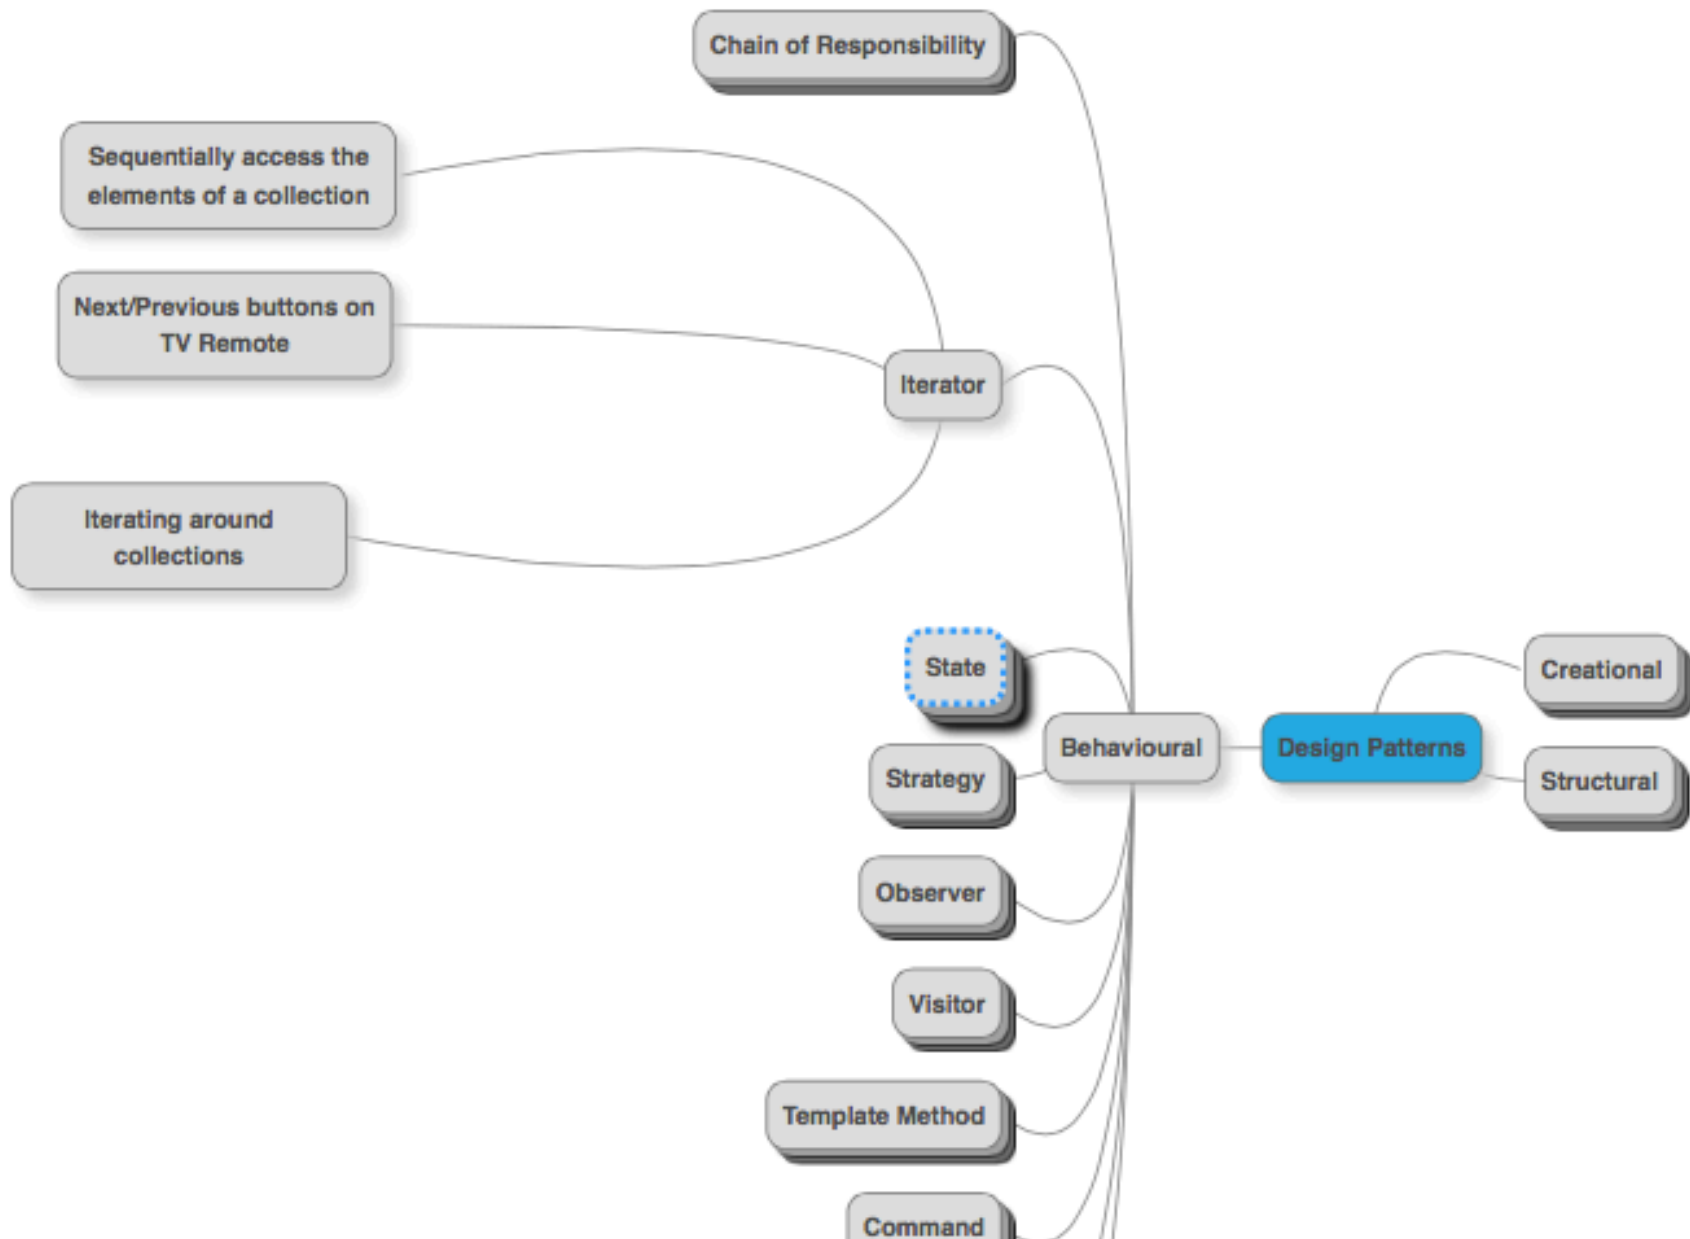 Chain of Responsibility
Sequentially access the
elements of a collection
Next/Previous buttons on
TV Remote
Iterator
Iterating around
collections
State
Creational
Behavioural
Design Patterns
Strategy
Structural
Observer
Visitor
Template Method
Command